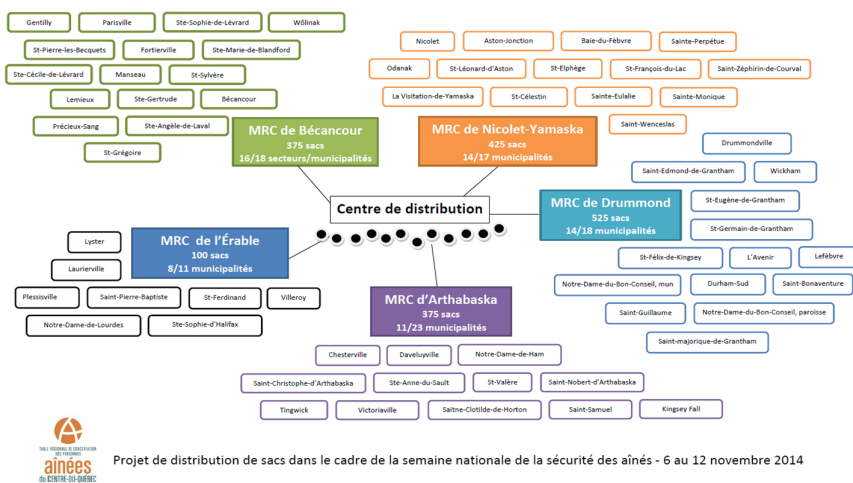 Gentilly
Parisville
Ste-Sophie-de-Lévrard
Wôlinak
St-Pierre-les-Becquets
Fortierville
Ste-Marie-de-Blandford
Ste-Cécile-de-Lévrard
Manseau
St-Sylvère
Lemieux
Ste-Gertrude
Bécancour
Précieux-Sang
Ste-Angèle-de-Laval
St-Grégoire
MRC de Bécancour
375 sacs
16/18 secteurs/municipalités
Nicolet
Aston-Jonction
Baie-du-Fèbvre
Sainte-Perpétue
Odanak
St-Léonard-d'Aston
St-Elphège
St-François-du-Lac
Saint-Zéphirin-de-Courval
La Visitation-de-Yamaska
St-Célestin
Sainte-Eulalie
Sainte-Monique
Saint-Wenceslas
MRC de Nicolet-Yamaska
425 sacs
14/17 municipalités
Centre de distribution
Drummondville
Saint-Edmond-de-Grantham
Wickham
MRC de Drummond
525 sacs
14/18 municipalités
St-Eugène-de-Grantham
St-Germain-de-Grantham
St-Félix-de-Kingsey
L'Avenir
Lefèbvre
Notre-Dame-du-Bon-Conseil, mun
Durham-Sud
Saint-Bonaventure
Saint-Guillaume
Notre-Dame-du-Bon-Conseil, paroisse
Saint-majorique-de-Grantham
Lyster
Laurierville
MRC de l'Érable
100 sacs
8/11 municipalités
Plessisville
Saint-Pierre-Baptiste
St-Ferdinand
Villeroy
Notre-Dame-de-Lourdes
Ste-Sophie-d'Halifax
MRC d'Arthabaska
375 sacs
11/23 municipalités
Chesterville
Daveluyville
Notre-Dame-de-Ham
Saint-Christophe-d'Arthabaska
Ste-Anne-du-Sault
St-Valère
Saint-Nobert-d'Arthabaska
Tingwick
Victoriaville
Saitne-Clotilde-de-Horton
Saint-Samuel
Kingsey Fall
TABLE RÉGIONALE DE CONCERTATION
DES PERSONNES
aînées
DU CENTRE-DU-QUÉBEC
Projet de distribution de sacs dans le cadre de la semaine nationale de la sécurité des aînés - 6 au 12 novembre 2014